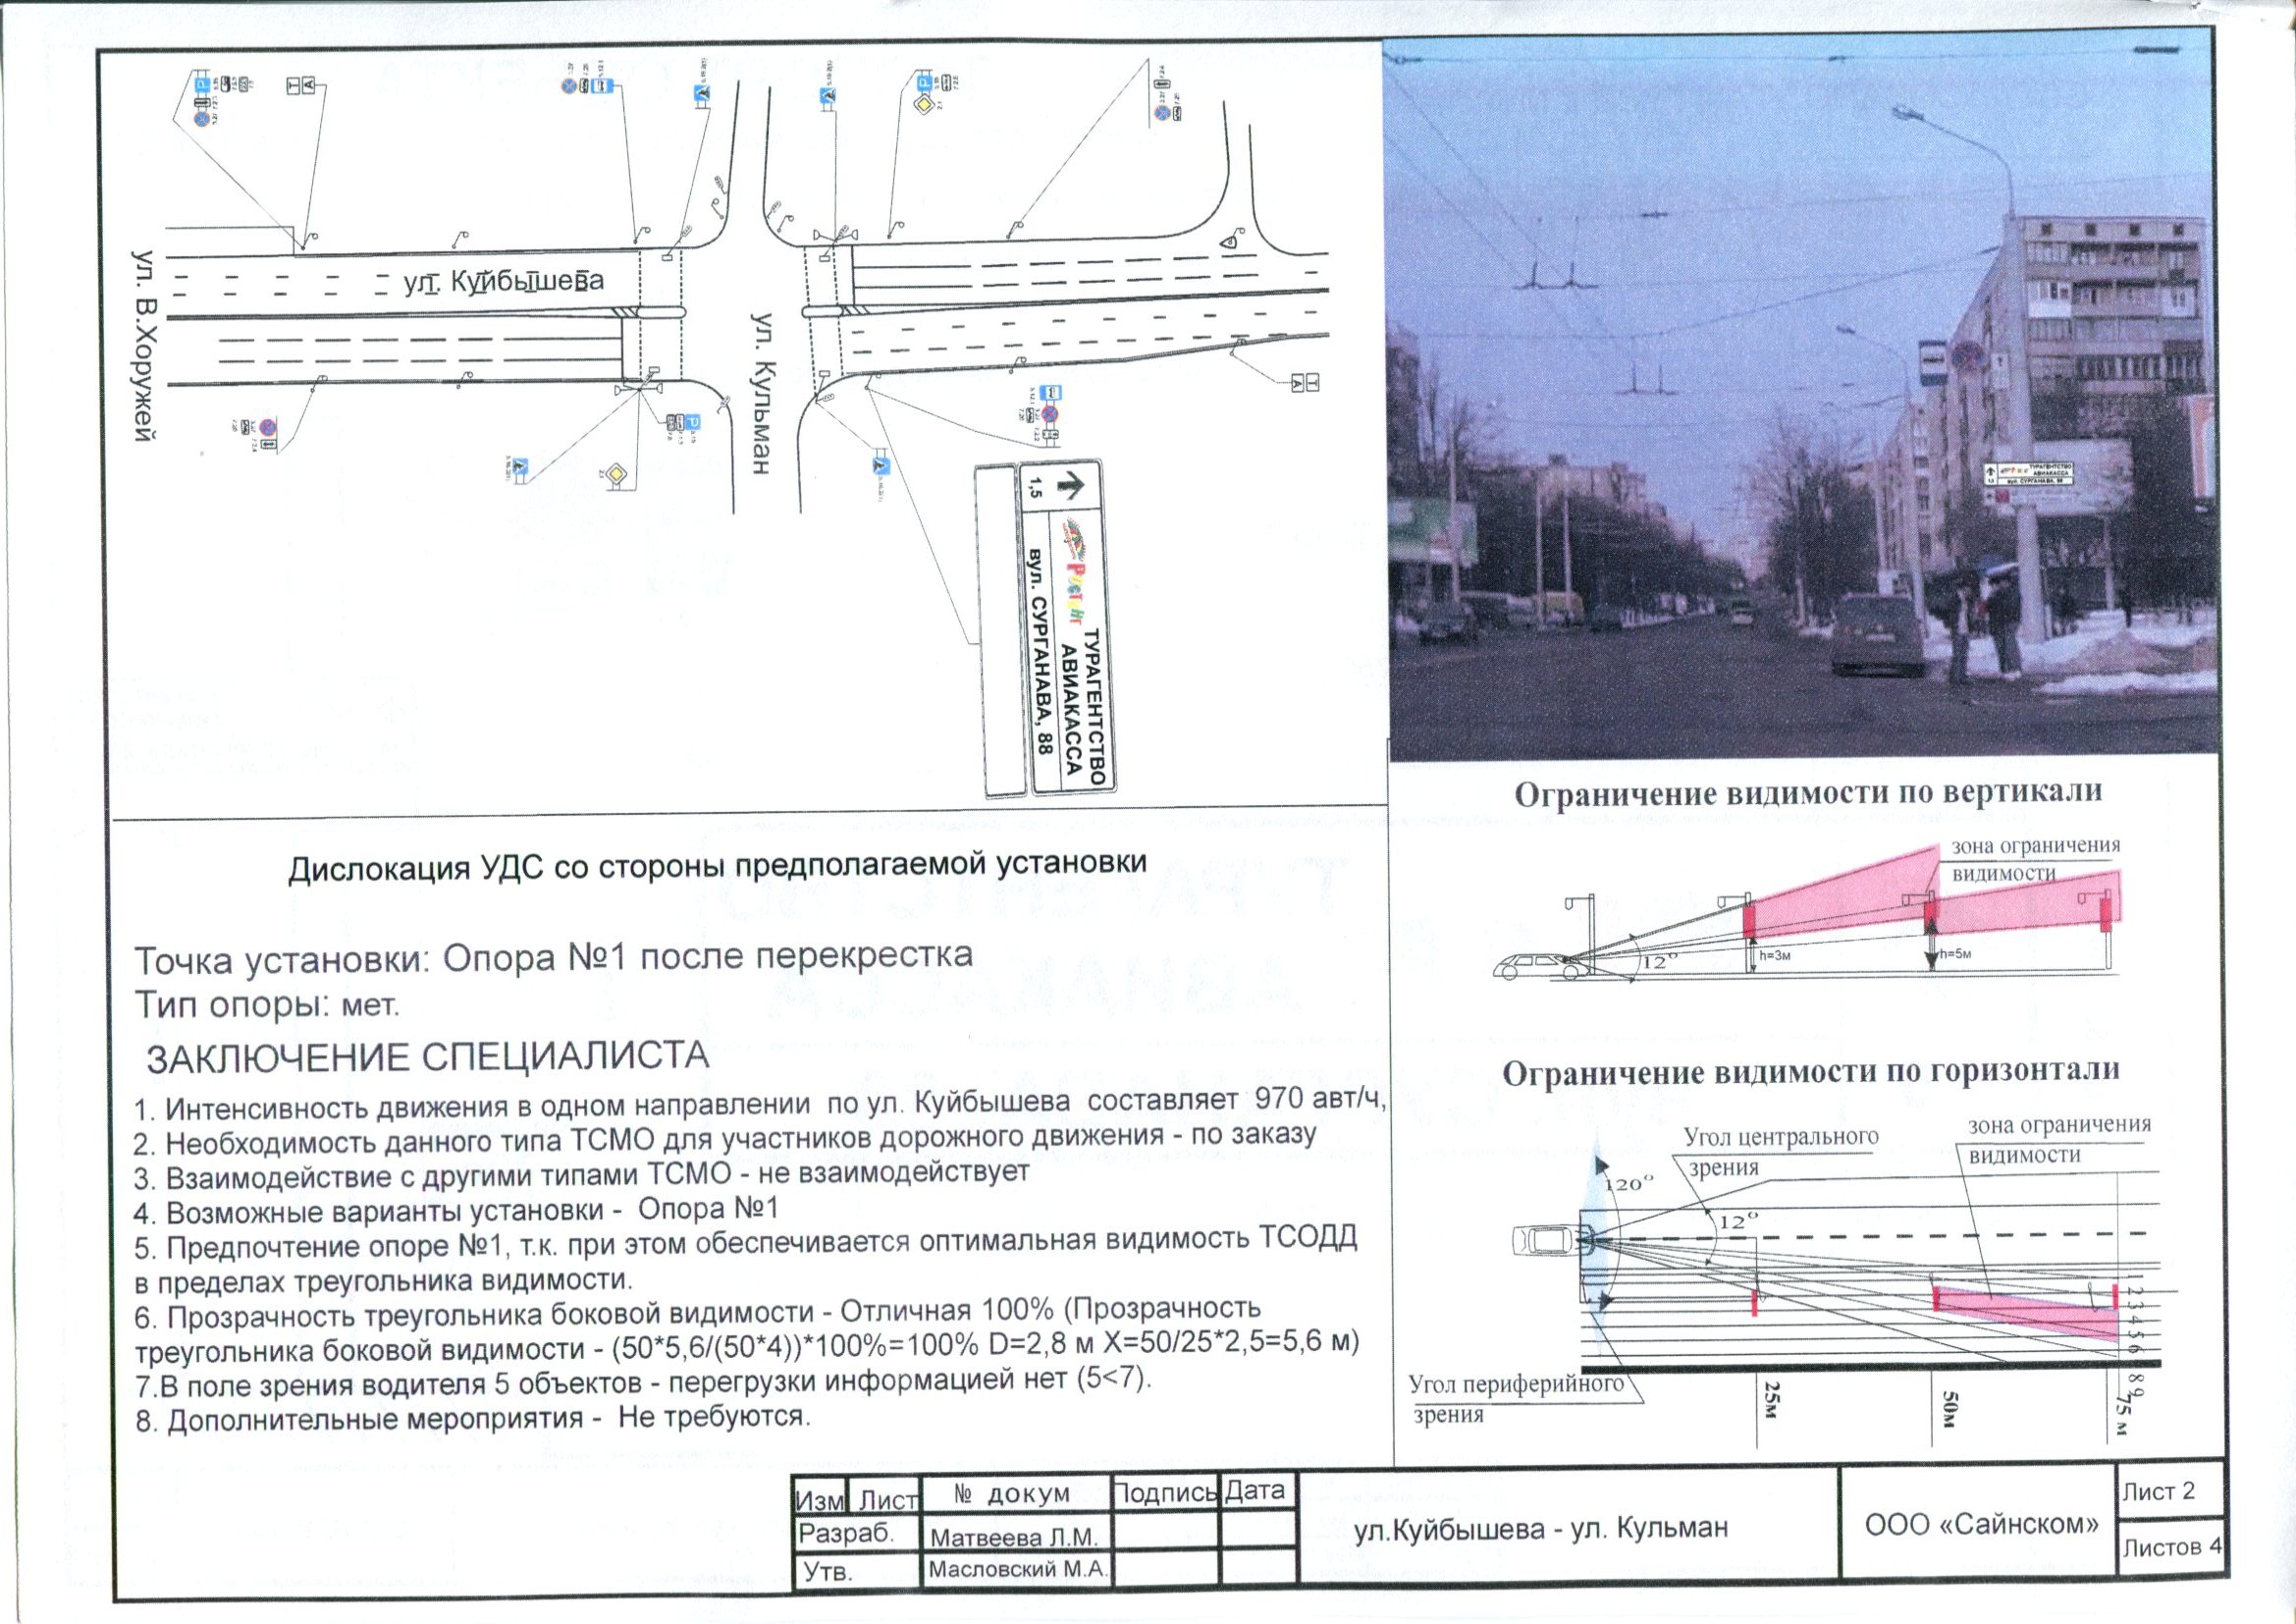 Т А
ул. В.Хоружей
ул. Куйбышева
ул. Кульман
А Т
1,5
Ростинг
ТУРАГЕНТСТВО
АВИАКАССА
вул. СУРГАНАВА, 88
ТУРАГЕНТСТВО
АВИАКАССА
вул. СУРГАНАВА, 88
Дислокация УДС со стороны предполагаемой установки
Точка установки: Опора №1 после перекрестка
Тип опоры: мет.
ЗАКЛЮЧЕНИЕ СПЕЦИАЛИСТА
1. Интенсивность движения в одном направлении по ул. Куйбышева составляет 970 авт/ч,
2. Необходимость данного типа ТСМО для участников дорожного движения - по заказу
3. Взаимодействие с другими типами ТСМО - не взаимодействует
4. Возможные варианты установки - Опора №1
5. Предпочтение опоре №1, т.к. при этом обеспечивается оптимальная видимость ТСОДД
в пределах треугольника видимости.
6. Прозрачность треугольника боковой видимости - Отличная 100% (Прозрачность
треугольника боковой видимости - (50*5,6/(50*4))*100%=100% D=2,8 м X=50/25*2,5=5,6 м)
7.В поле зрения водителя 5 объектов - перегрузки информацией нет (5<7).
8. Дополнительные мероприятия - Не требуются.
Ограничение видимости по вертикали
зона ограничения
видимости
12°
h=3м
h=5м
Ограничение видимости по горизонтали
Угол центрального
зрения
зона ограничения
видимости
120°
12°
1 2 3 4 5 6 8 9
Угол периферийного
зрения
25м
50м
75 м
Изм Лист № докум Подпись Дата
Разраб. Матвеева Л.М.
Утв. Масловский М.А.
ул.Куйбышева - ул. Кульман
ООО «Сайнском»
Лист 2
Листов 4